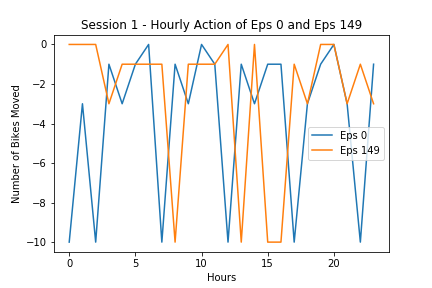 Session 1 - Hourly Action of Eps 0 and Eps 149
Number of Bikes Moved
0
−2
−4
−6
−8
−10
Eps 0
Eps 149
0 5 10 15 20
Hours